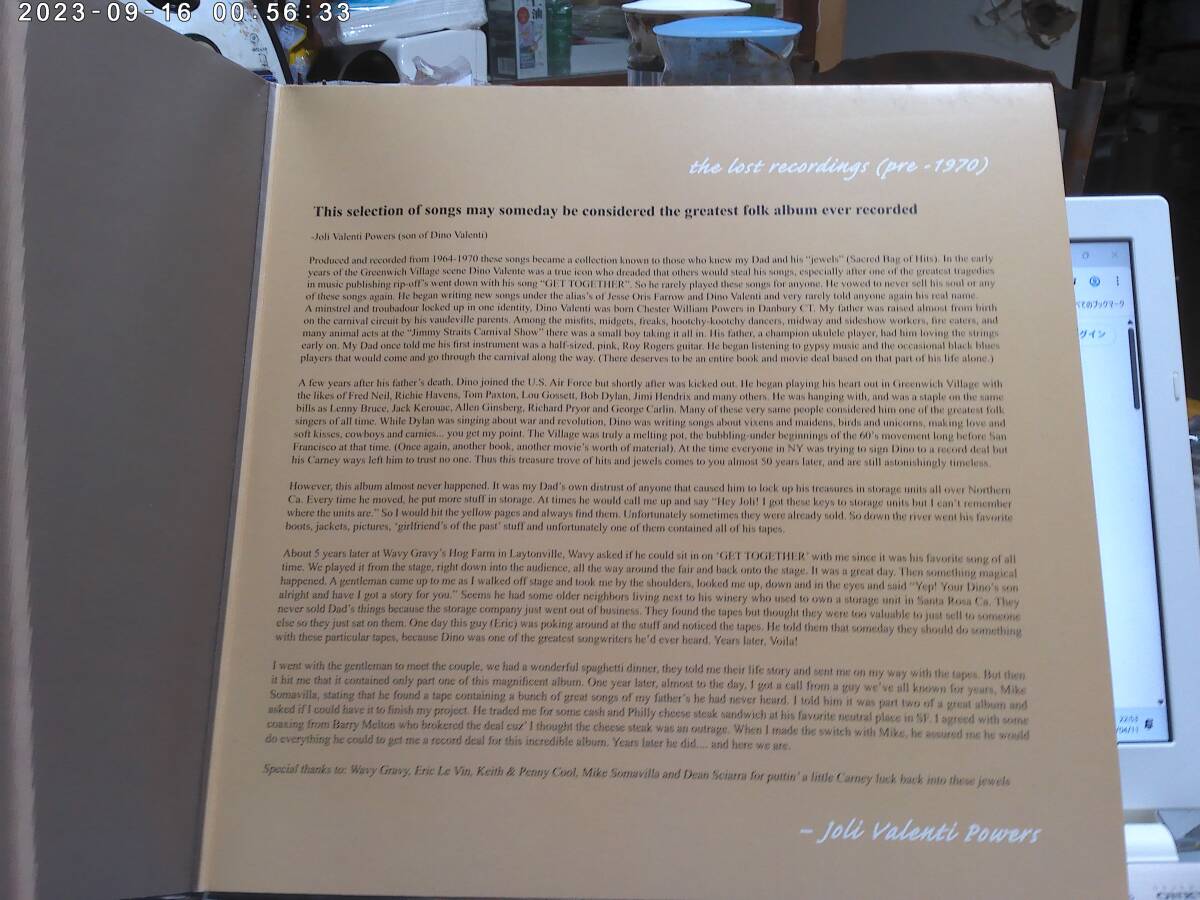 2023-09-16 00:56:33
the lost recordings (pre -1970)
This selection of songs may someday be considered the greatest folk album ever recorded
-Joli Valenti Powers (son of Dino Valenti)
Produced and recorded from 1964-1970 these songs became a collection known to those who knew my Dad and his "jewels" (Sacred Bag of Hits). In the early
years of the Greenwich Village scene Dino Valente was a true icon who dreaded that others would steal his songs, especially after one of the greatest tragedies
in music publishing rip-off's went down with his song "GET TOGETHER". So he rarely played these songs for anyone. He vowed to never sell his soul or any
of these songs again. He began writing new songs under the alias's of Jesse Oris Farrow and Dino Valenti and very rarely told anyone again his real name.
A minstrel and troubadour locked up in one identity, Dino Valenti was born Chester William Powers in Danbury CT. My father was raised almost from birth
on the carnival circuit by his vaudeville parents. Among the misfits, midgets, freaks, hootchy-kootchy dancers, midway and sideshow workers, fire eaters, and
many animal acts at the "Jimmy Straits Carnival Show" there was a small boy taking it all in. His father, a champion ukulele player, had him loving the strings
early on. My Dad once told me his first instrument was a half-sized, pink, Roy Rogers guitar. He began listening to gypsy music and the occasional black blues
players that would come and go through the carnival along the way. (There deserves to be an entire book and movie deal based on that part of his life alone.)
A few years after his father's death, Dino joined the U.S. Air Force but shortly after was kicked out. He began playing his heart out in Greenwich Village with
the likes of Fred Neil, Richie Havens, Tom Paxton, Lou Gossett, Bob Dylan, Jimi Hendrix and many others. He was hanging with, and was a staple on the same
bills as Lenny Bruce, Jack Kerouac, Allen Ginsberg, Richard Pryor and George Carlin. Many of these very same people considered him one of the greatest folk
singers of all time. While Dylan was singing about war and revolution, Dino was writing songs about vixens and maidens, birds and unicorns, making love and
soft kisses, cowboys and carnies... you get my point. The Village was truly a melting pot, the bubbling-under beginnings of the 60's movement long before San
Francisco at that time. (Once again, another book, another movie's worth of material). At the time everyone in NY was trying to sign Dino to a record deal but
his Carney ways left him to trust no one. Thus this treasure trove of hits and jewels comes to you almost 50 years later, and are still astonishingly timeless.
However, this album almost never happened. It was my Dad's own distrust of anyone that caused him to lock up his treasures in storage units all over Northern
Ca. Every time he moved, he put more stuff in storage. At times he would call me up and say "Hey Joli! I got these keys to storage units but I can't remember
where the units are." So I would hit the yellow pages and always find them. Unfortunately sometimes they were already sold. So down the river went his favorite
boots, jackets, pictures, 'girlfriend's of the past' stuff and unfortunately one of them contained all of his tapes.
About 5 years later at Wavy Gravy's Hog Farm in Laytonville, Wavy asked if he could sit in on 'GET TOGETHER' with me since it was his favorite song of all
time. We played it from the stage, right down into the audience, all the way around the fair and back onto the stage. It was a great day. Then something magical
happened. A gentleman came up to me as I walked off stage and took me by the shoulders, looked me up, down and in the eyes and said "Yep! Your Dino's son
alright and have I got a story for you." Seems he had some older neighbors living next to his winery who used to own a storage unit in Santa Rosa Ca. They
never sold Dad's things because the storage company just went out of business. They found the tapes but thought they were too valuable to just sell to someone
else so they just sat on them. One day this guy (Eric) was poking around at the stuff and noticed the tapes. He told them that someday they should do something
with these particular tapes, because Dino was one of the greatest songwriters he'd ever heard. Years later, Voila!
I went with the gentleman to meet the couple, we had a wonderful spaghetti dinner, they told me their life story and sent me on my way with the tapes. But then
it hit me that it contained only part one of this magnificent album. One year later, almost to the day, I got a call from a guy we've all known for years, Mike
Somavilla, stating that he found a tape containing a bunch of great songs of my father's he had never heard. I told him it was part two of a great album and
asked if I could have it to finish my project. He traded me for some cash and Philly cheese steak sandwich at his favorite neutral place in SF. I agreed with some
coaxing from Barry Melton who brokered the deal cuz' I thought the cheese steak was an outrage. When I made the switch with Mike, he assured me he would
do everything he could to get me a record deal for this incredible album. Years later he did.... and here we are.
Special thanks to: Wavy Gravy, Eric Le Vin, Keith & Penny Cool, Mike Somavilla and Dean Sciarra for puttin' a little Carney luck back into these jewels
– Joli Valenti Powers
べてのブックマーク
グイン